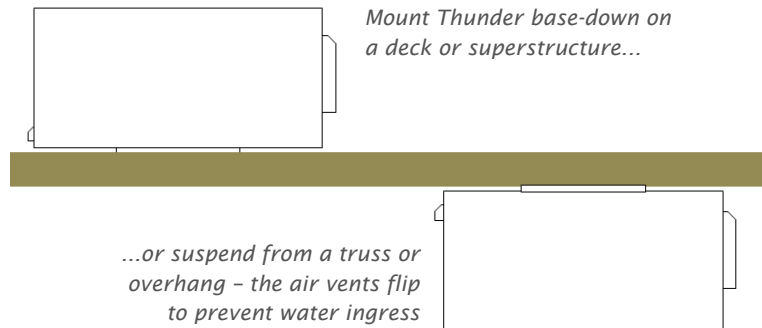 Mount Thunder base-down on
a deck or superstructure...
...or suspend from a truss or
overhang – the air vents flip
to prevent water ingress